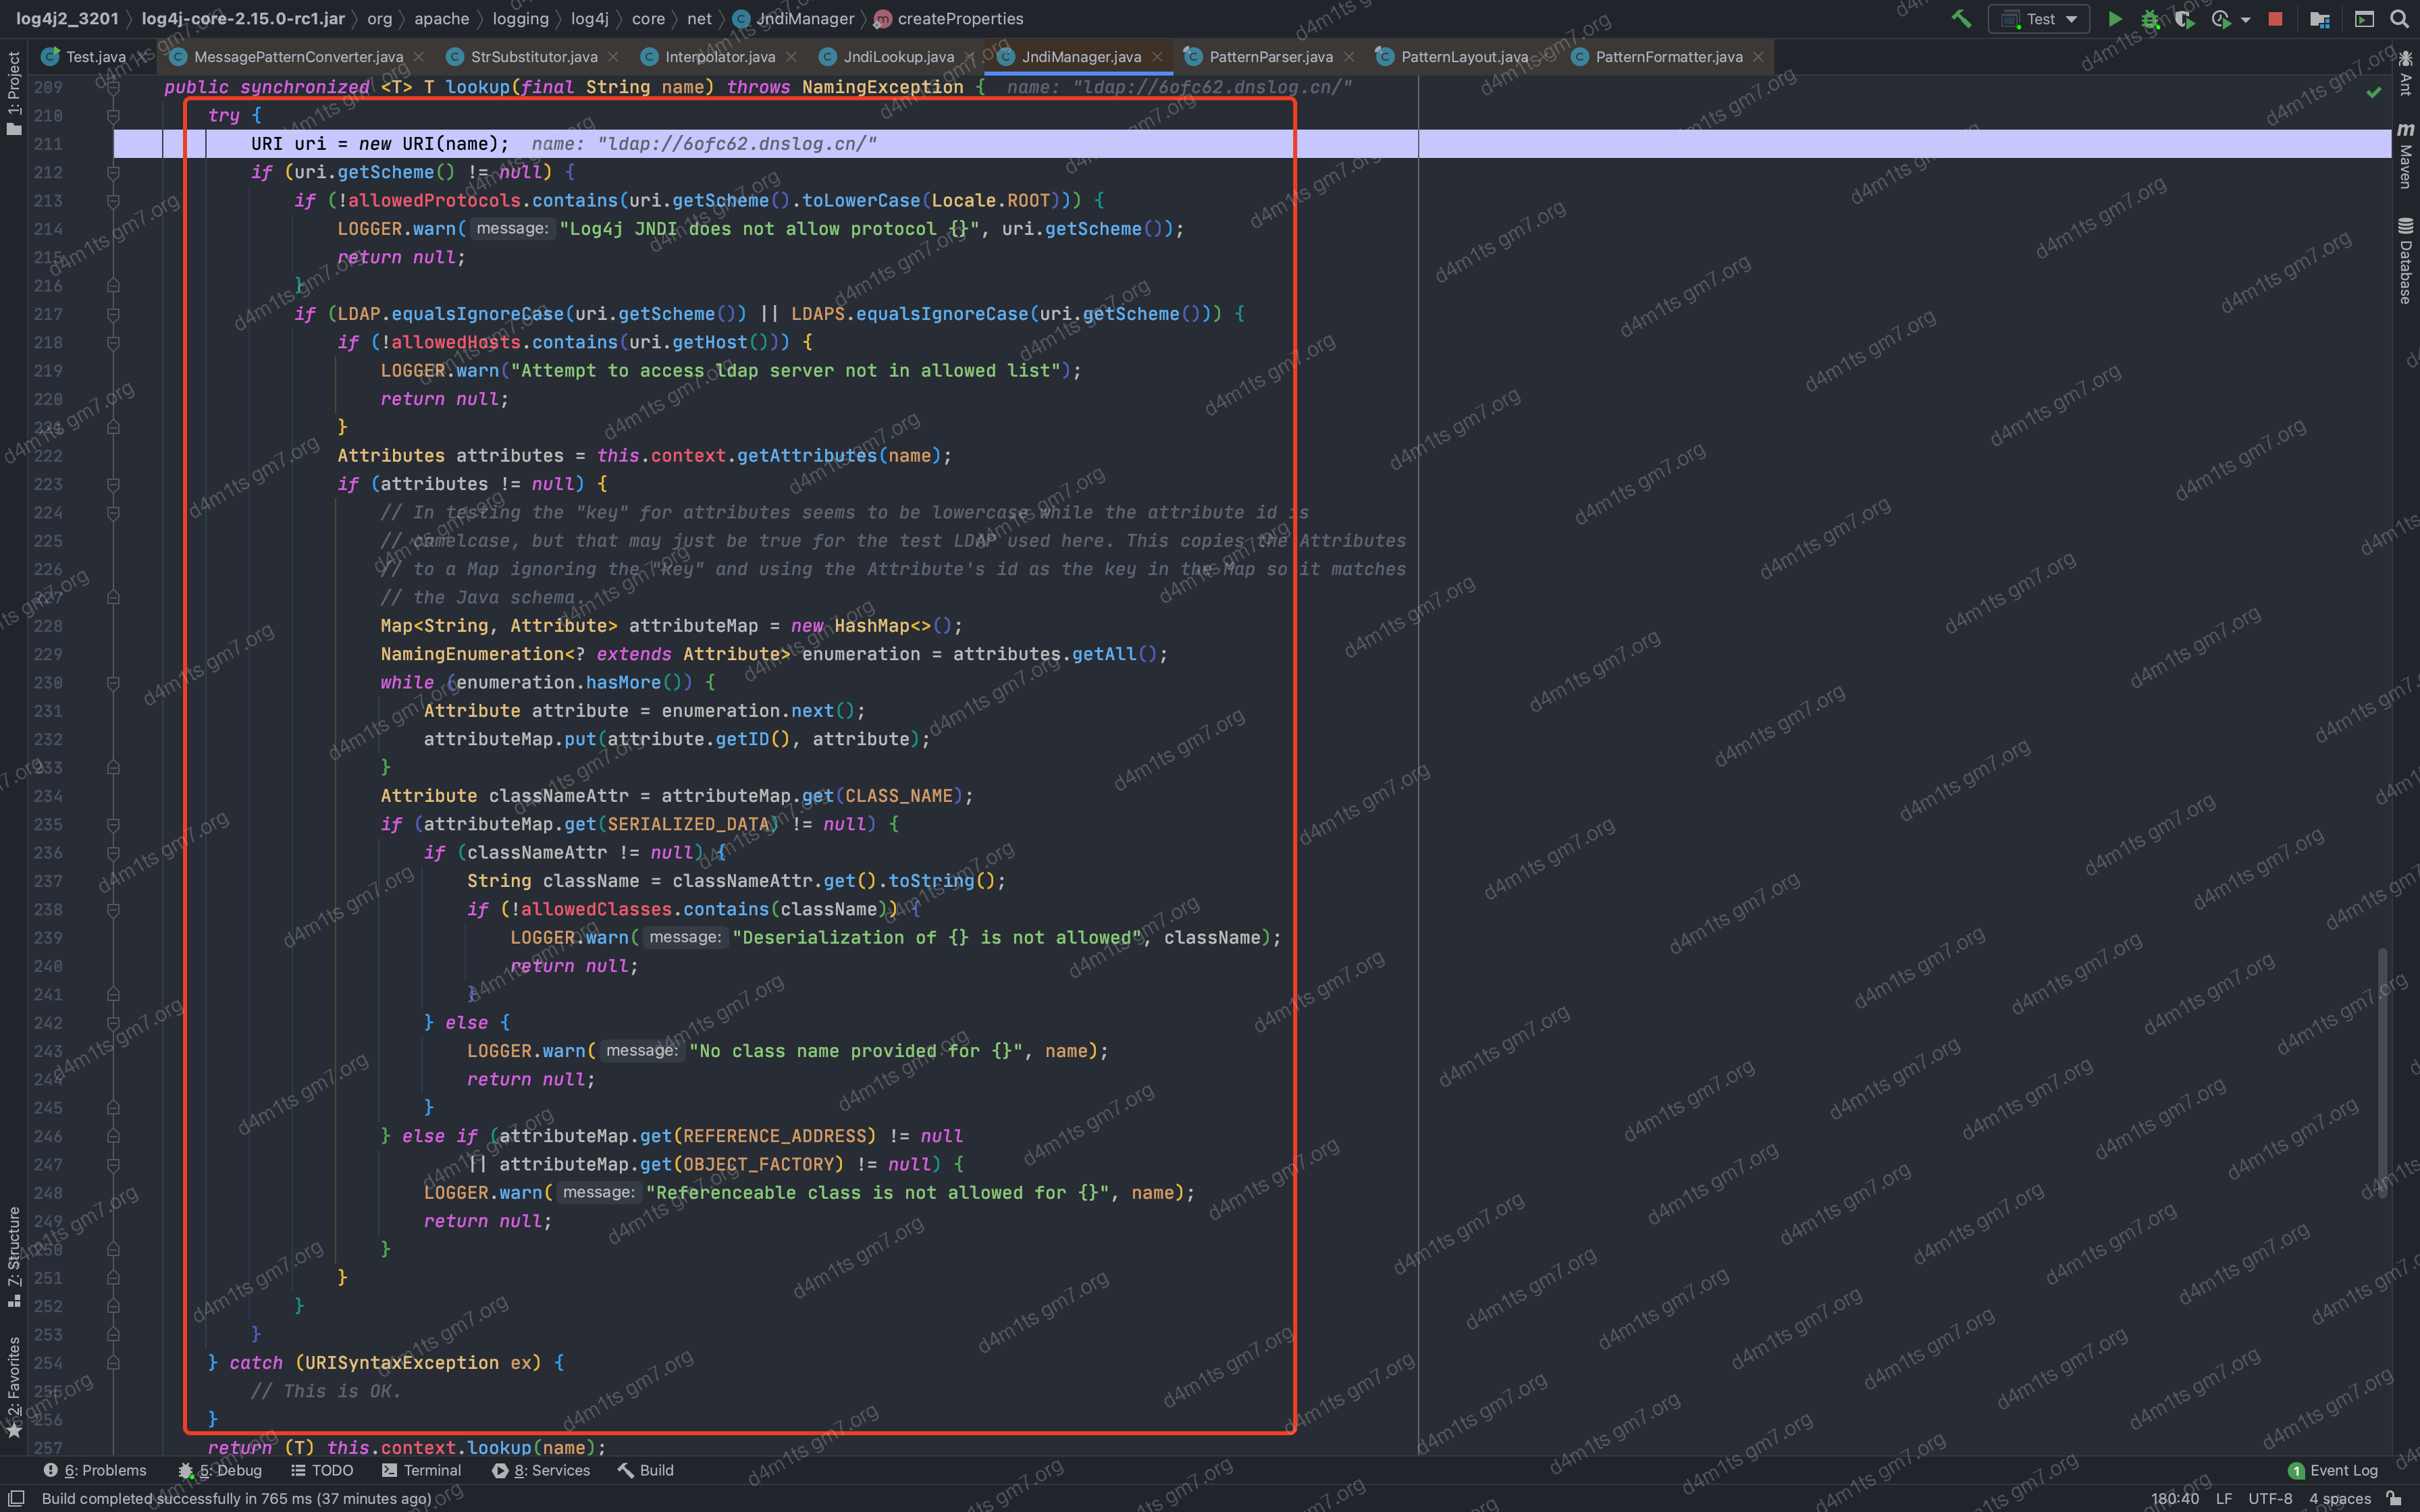 log4j2_3201 〉 log4j-core-2.15.0-rc1.jar 〉 org 〉 apache 〉 logging 〉 log4j 〉 core 〉 net 〉 JndiManager 〉 createProperties
Test
Test.java MessagePatternConverter.java StrSubstitutor.java Interpolator.java JndiLookup.java JndiManager.java PatternParser.java PatternLayout.java PatternFormatter.java
1: Project
7: Structure
2: Favorites
Ant
Maven
Database
209 public synchronized <T> T lookup(final String name) throws NamingException { name: "ldap://6ofc62.dnslog.cn/"
210 try {
211 URI uri = new URI(name); name: "ldap://6ofc62.dnslog.cn/"
212 if (uri.getScheme() != null) {
213 if (!allowedProtocols.contains(uri.getScheme().toLowerCase(Locale.ROOT))) {
214 LOGGER.warn( message: "Log4j JNDI does not allow protocol {}", uri.getScheme());
215 return null;
216 }
217 if (LDAP.equalsIgnoreCase(uri.getScheme()) || LDAPS.equalsIgnoreCase(uri.getScheme())) {
218 if (!allowedHosts.contains(uri.getHost())) {
219 LOGGER.warn("Attempt to access ldap server not in allowed list");
220 return null;
221 }
222 Attributes attributes = this.context.getAttributes(name);
223 if (attributes != null) {
224 // In testing the "key" for attributes seems to be lowercase while the attribute id is
225 // camelcase, but that may just be true for the test LDAP used here. This copies the Attributes
226 // to a Map ignoring the "key" and using the Attribute's id as the key in the Map so it matches
227 // the Java schema.
228 Map<String, Attribute> attributeMap = new HashMap<>();
229 NamingEnumeration<? extends Attribute> enumeration = attributes.getAll();
230 while (enumeration.hasMore()) {
231 Attribute attribute = enumeration.next();
232 attributeMap.put(attribute.getID(), attribute);
233 }
234 Attribute classNameAttr = attributeMap.get(CLASS_NAME);
235 if (attributeMap.get(SERIALIZED_DATA) != null) {
236 if (classNameAttr != null) {
237 String className = classNameAttr.get().toString();
238 if (!allowedClasses.contains(className)) {
239 LOGGER.warn( message: "Deserialization of {} is not allowed", className);
240 return null;
241 }
242 } else {
243 LOGGER.warn( message: "No class name provided for {}", name);
244 return null;
245 }
246 } else if (attributeMap.get(REFERENCE_ADDRESS) != null
247 || attributeMap.get(OBJECT_FACTORY) != null) {
248 LOGGER.warn( message: "Referenceable class is not allowed for {}", name);
249 return null;
250 }
251 }
252 }
253 }
254 } catch (URISyntaxException ex) {
255 // This is OK.
256 }
257 return (T) this.context.lookup(name);
6: Problems 5: Debug TODO Terminal 8: Services Build 1 Event Log
Build completed successfully in 765 ms (37 minutes ago) 180:40 LF UTF-8 4 spaces
d4m1ts gm7.org